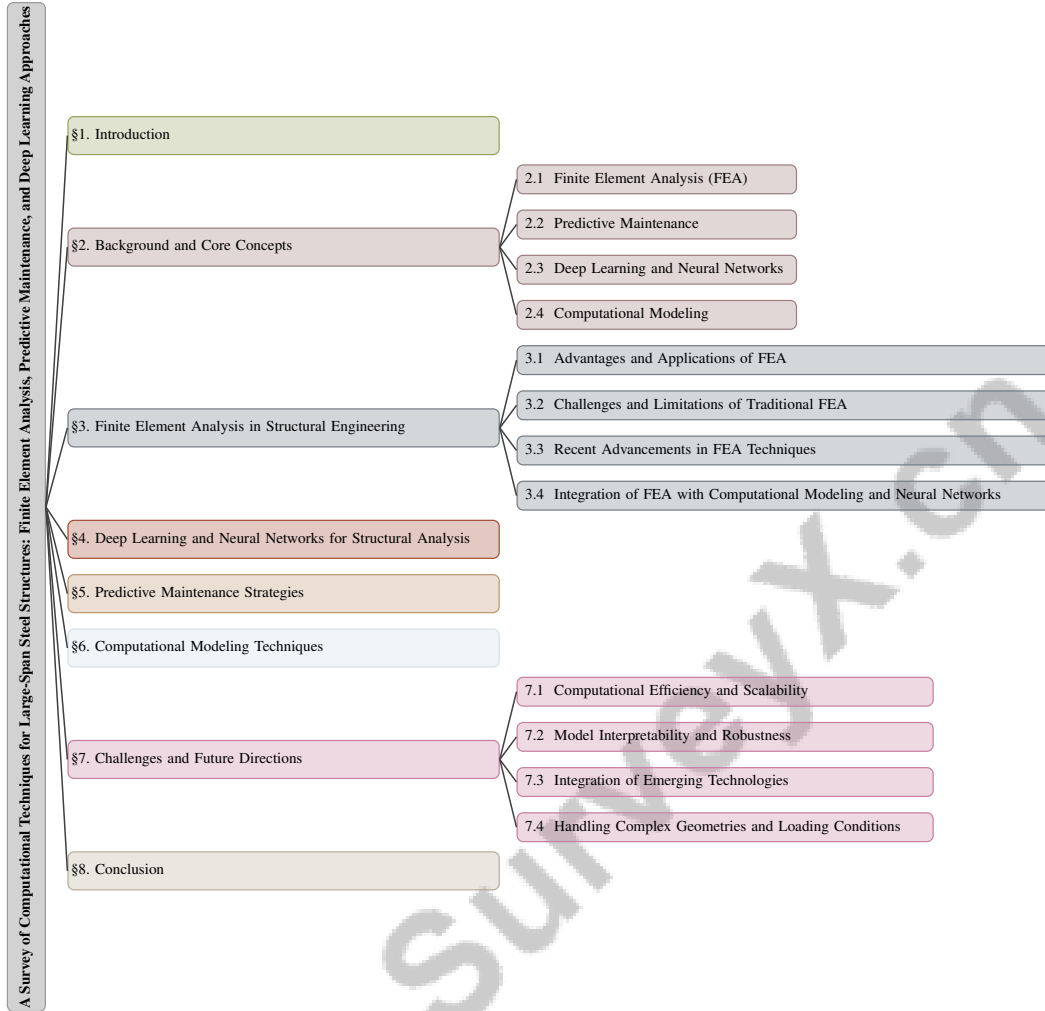 A Survey of Computational Techniques for Large-Span Steel Structures: Finite Element Analysis, Predictive Maintenance, and Deep Learning Approaches
§1. Introduction
§2. Background and Core Concepts
2.1 Finite Element Analysis (FEA)
2.2 Predictive Maintenance
2.3 Deep Learning and Neural Networks
2.4 Computational Modeling
§3. Finite Element Analysis in Structural Engineering
3.1 Advantages and Applications of FEA
3.2 Challenges and Limitations of Traditional FEA
3.3 Recent Advancements in FEA Techniques
3.4 Integration of FEA with Computational Modeling and Neural Networks
§4. Deep Learning and Neural Networks for Structural Analysis
§5. Predictive Maintenance Strategies
§6. Computational Modeling Techniques
§7. Challenges and Future Directions
7.1 Computational Efficiency and Scalability
7.2 Model Interpretability and Robustness
7.3 Integration of Emerging Technologies
7.4 Handling Complex Geometries and Loading Conditions
§8. Conclusion
SurveyX.cn